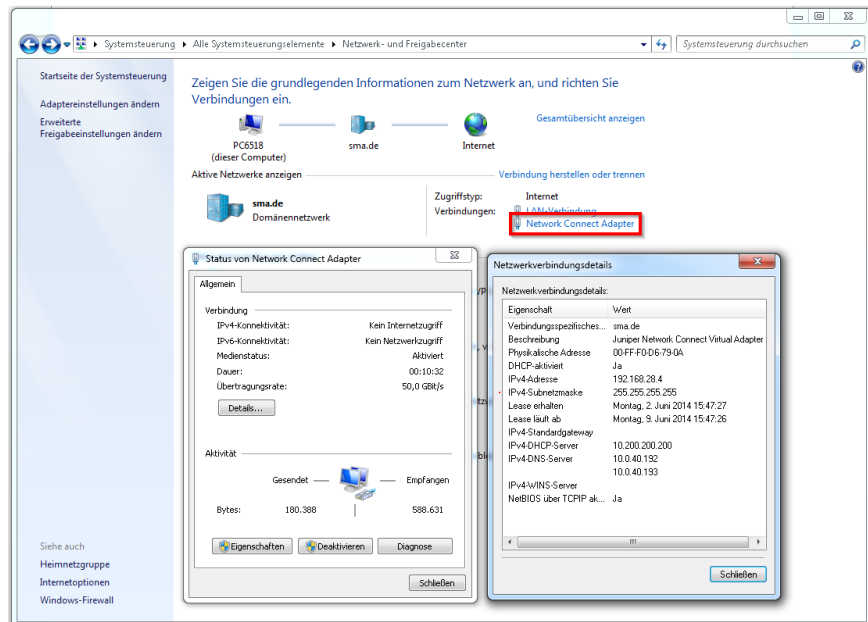 Systemsteuerung ▸ Alle Systemsteuerungselemente ▸ Netzwerk- und Freigabecenter
Systemsteuerung durchsuchen
Startseite der Systemsteuerung
Adaptereinstellungen ändern
Erweiterte
Freigabeeinstellungen ändern
Zeigen Sie die grundlegenden Informationen zum Netzwerk an, und richten Sie
Verbindungen ein.
Gesamtübersicht anzeigen
PC6518
(dieser Computer)
sma.de
Internet
Aktive Netzwerke anzeigen
Verbindung herstellen oder trennen
sma.de
Domänennetzwerk
Zugriffstyp: Internet
Verbindungen: LAN-Verbindung
Network Connect Adapter
Status von Network Connect Adapter
Allgemein
Verbindung
IPv4-Konnektivität: Kein Internetzugriff
IPv6-Konnektivität: Kein Netzwerkzugriff
Medienstatus: Aktiviert
Dauer: 00:10:32
Übertragungsrate: 50,0 GBit/s
Details...
Aktivität
Gesendet — Empfangen
Bytes: 180.388 | 588.631
Eigenschaften Deaktivieren Diagnose
Schließen
Netzwerkverbindungsdetails
Netzwerkverbindungsdetails:
Eigenschaft Wert
Verbindungsspezifisches... sma.de
Beschreibung Juniper Network Connect Virtual Adapter
Physikalische Adresse 00-FF-F0-D6-79-0A
DHCP-aktiviert Ja
IPv4-Adresse 192.168.28.4
IPv4-Subnetzmaske 255.255.255.255
Lease erhalten Montag, 2. Juni 2014 15:47:27
Lease läuft ab Montag, 9. Juni 2014 15:47:26
IPv4-Standardgateway
IPv4-DHCP-Server 10.200.200.200
IPv4-DNS-Server 10.0.40.192
10.0.40.193
IPv4-WINS-Server
NetBIOS über TCPIP ak... Ja
Schließen
Siehe auch
Heimnetzgruppe
Internetoptionen
Windows-Firewall